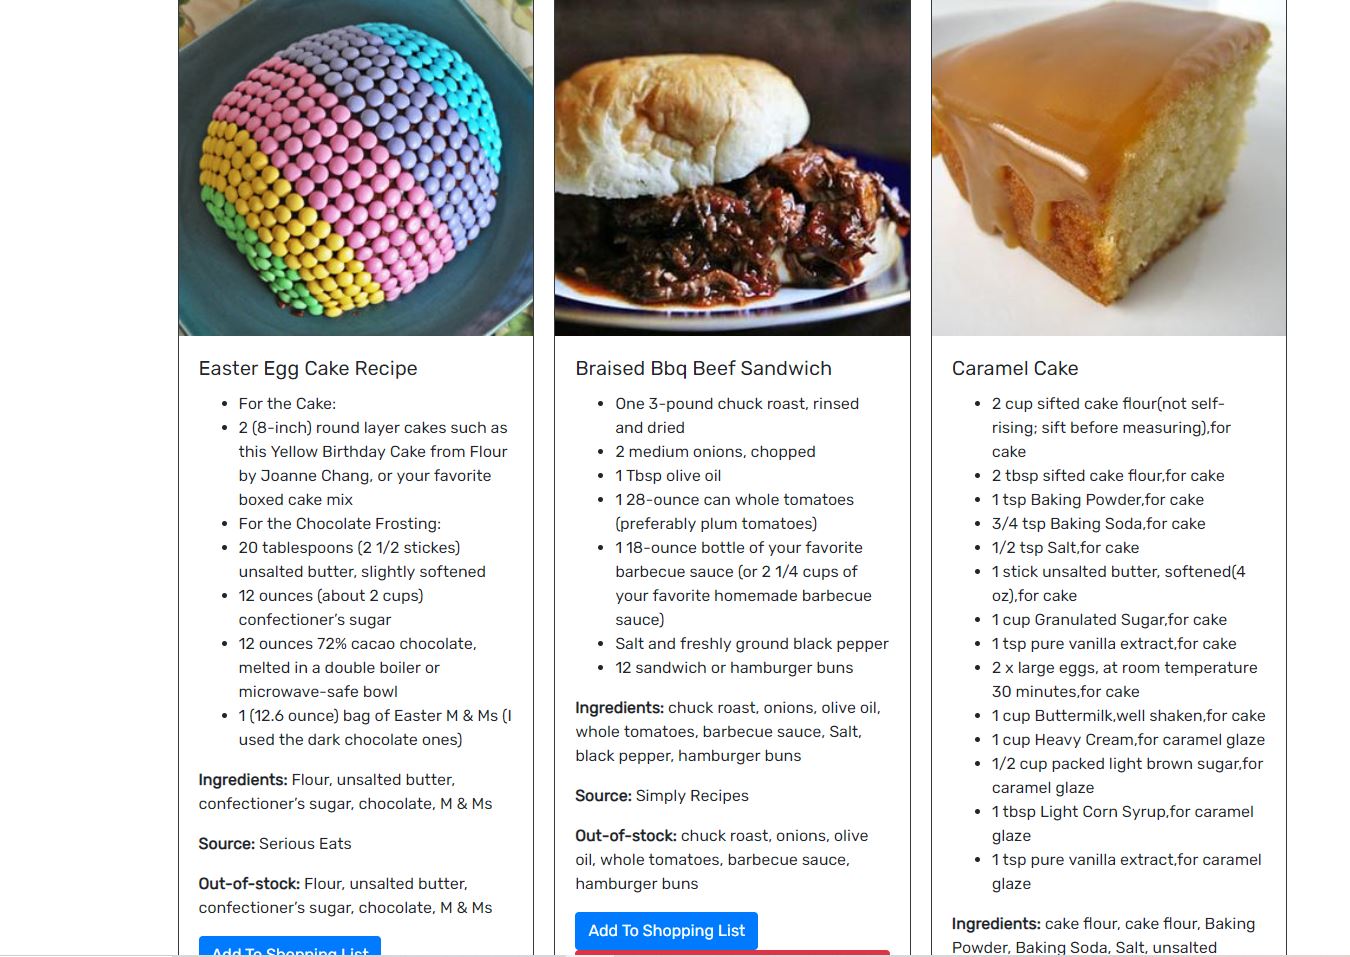 Easter Egg Cake Recipe
For the Cake:
2 (8-inch) round layer cakes such as
this Yellow Birthday Cake from Flour
by Joanne Chang, or your favorite
boxed cake mix
For the Chocolate Frosting:
20 tablespoons (2 1/2 stickes)
unsalted butter, slightly softened
12 ounces (about 2 cups)
confectioner’s sugar
12 ounces 72% cacao chocolate,
melted in a double boiler or
microwave-safe bowl
1 (12.6 ounce) bag of Easter M & Ms (I
used the dark chocolate ones)
Ingredients: Flour, unsalted butter,
confectioner’s sugar, chocolate, M & Ms
Source: Serious Eats
Out-of-stock: Flour, unsalted butter,
confectioner’s sugar, chocolate, M & Ms
Add To Shopping List
Braised Bbq Beef Sandwich
One 3-pound chuck roast, rinsed
and dried
2 medium onions, chopped
1 Tbsp olive oil
1 28-ounce can whole tomatoes
(preferably plum tomatoes)
1 18-ounce bottle of your favorite
barbecue sauce (or 2 1/4 cups of
your favorite homemade barbecue
sauce)
Salt and freshly ground black pepper
12 sandwich or hamburger buns
Ingredients: chuck roast, onions, olive oil,
whole tomatoes, barbecue sauce, Salt,
black pepper, hamburger buns
Source: Simply Recipes
Out-of-stock: chuck roast, onions, olive
oil, whole tomatoes, barbecue sauce,
hamburger buns
Add To Shopping List
Caramel Cake
2 cup sifted cake flour(not self-
rising; sift before measuring),for
cake
2 tbsp sifted cake flour,for cake
1 tsp Baking Powder,for cake
3/4 tsp Baking Soda,for cake
1/2 tsp Salt,for cake
1 stick unsalted butter, softened(4
oz),for cake
1 cup Granulated Sugar,for cake
1 tsp pure vanilla extract,for cake
2 x large eggs, at room temperature
30 minutes,for cake
1 cup Buttermilk,well shaken,for cake
1 cup Heavy Cream,for caramel glaze
1/2 cup packed light brown sugar,for
caramel glaze
1 tbsp Light Corn Syrup,for caramel
glaze
1 tsp pure vanilla extract,for caramel
glaze
Ingredients: cake flour, cake flour, Baking
Powder, Baking Soda, Salt, unsalted